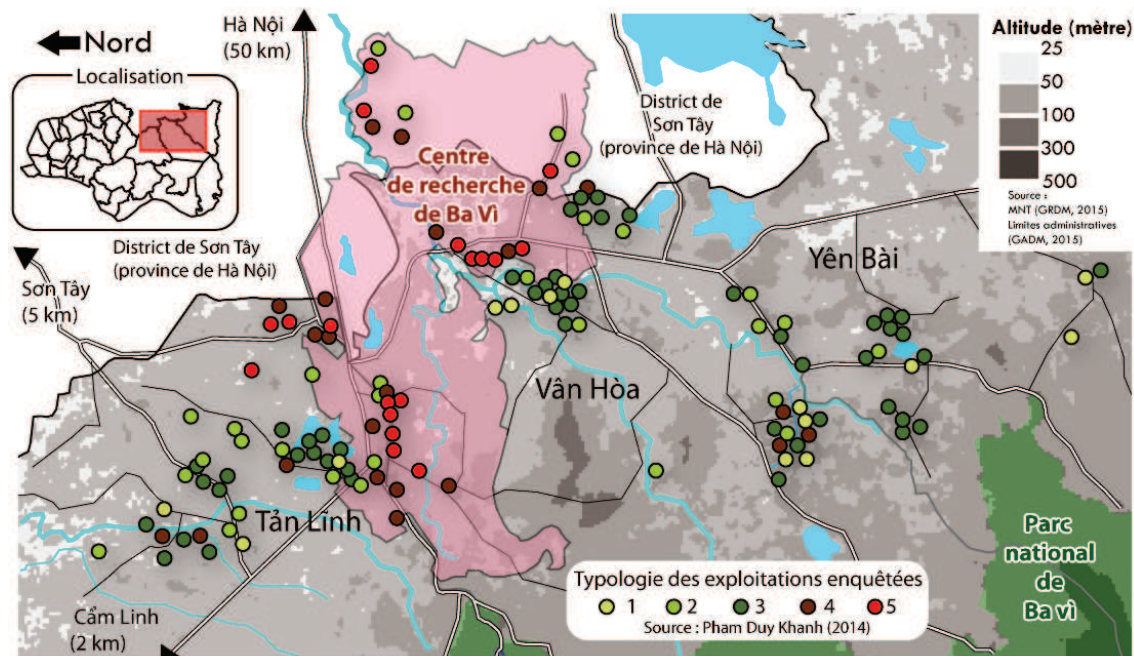 Nord
Localisation
Hà Nội
(50 km)
District de Sơn Tây
(province de Hà Nội)
Sơn Tây
(5 km)
Centre
de recherche
de Ba Vì
District de
Sơn Tây
(province de Hà Nội)
Altitude (mètre)
25
50
100
300
500
Source :
MNT (GRDM, 2015)
Limites administratives
(GADM, 2015)
Yên Bài
Vân Hòa
Tản Lĩnh
Cẩm Linh
(2 km)
Parc
national
de
Ba vì
Typologie des exploitations enquêtées
1 2 3 4 5
Source : Pham Duy Khanh (2014)